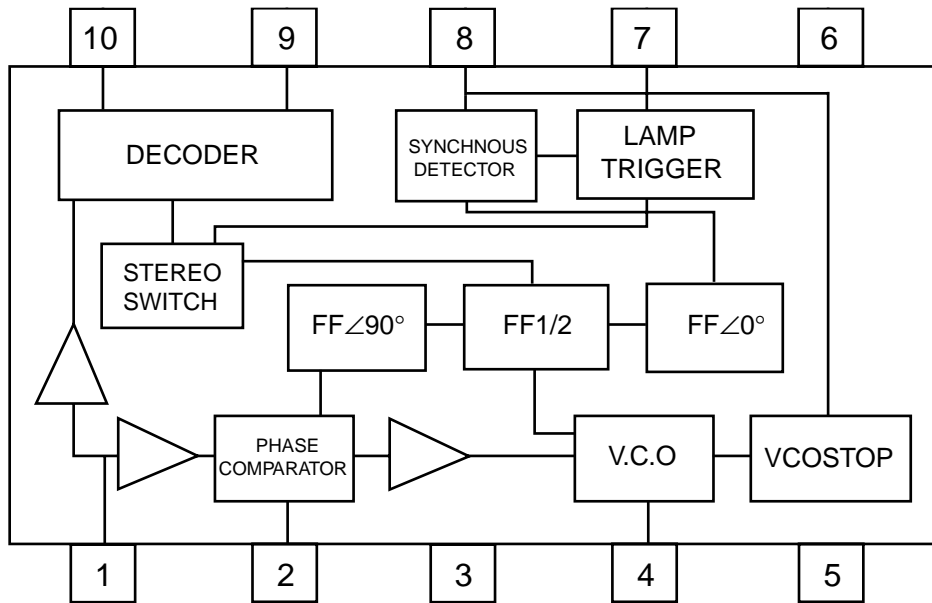 10 9 8 7 6
DECODER
SYNCHNOUS
DETECTOR
LAMP
TRIGGER
STEREO
SWITCH
FF∠90°
FF1/2
FF∠0°
PHASE
COMPARATOR
V.C.O
VCOSTOP
1 2 3 4 5